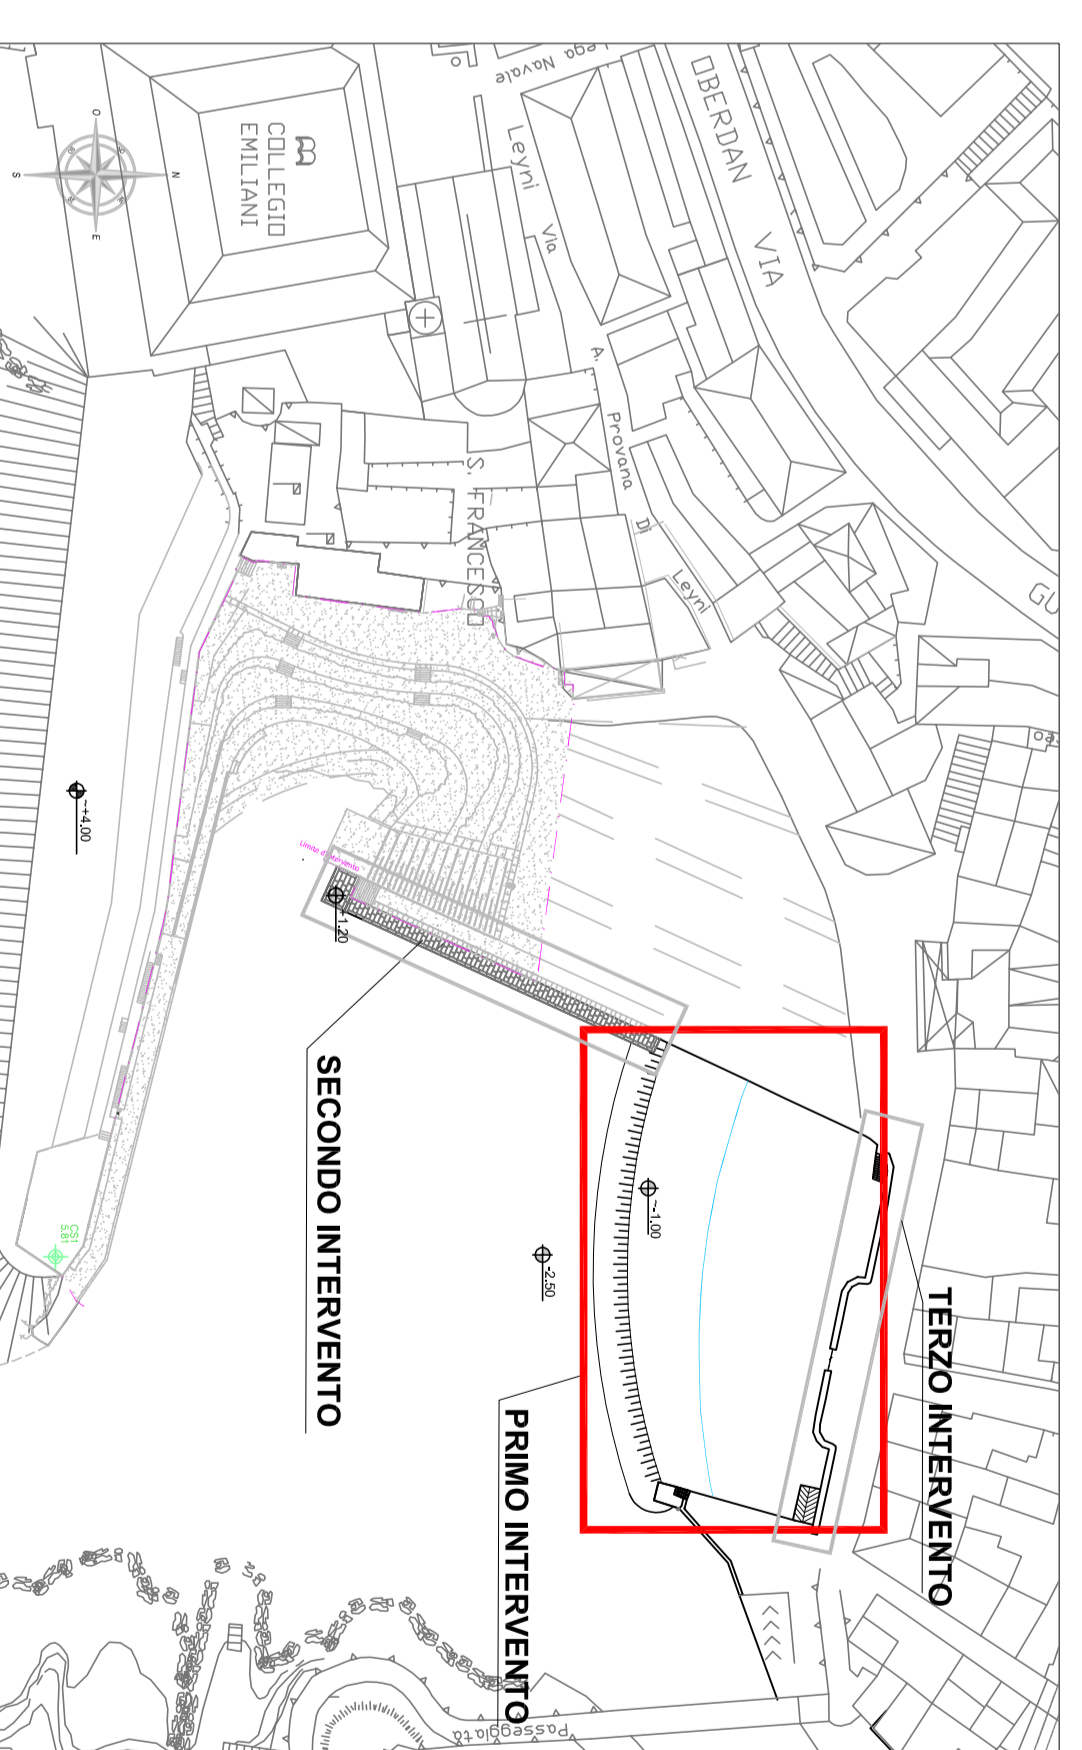 Lega Navale
OBERDAN
VIA
GU
COLLEGIO
EMILIANI
O
N
S
E
Leyni
Via
A.
Provana
Di
Leyni
S. FRANCESCO
~+4.00
Limite d'intervento
+1.20
SECONDO INTERVENTO
~-1.00
-2.50
CS1
5.81
TERZO INTERVENTO
PRIMO INTERVENTO
Passeggiata